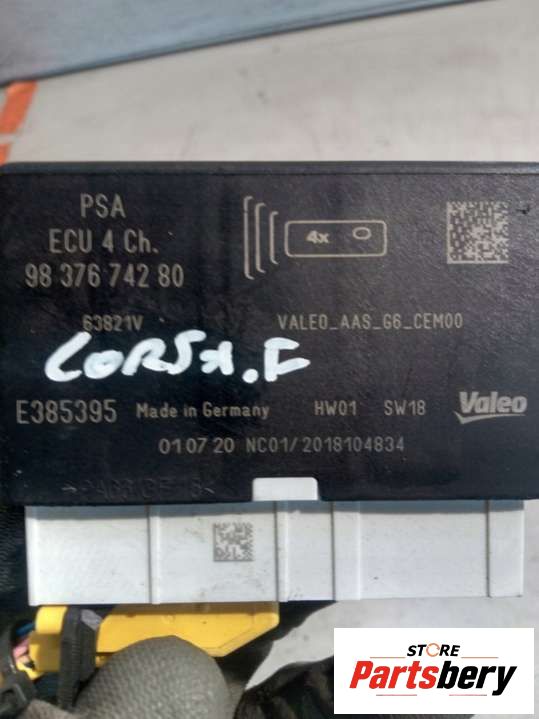 PSA
ECU 4 Ch.
98 376 742 80
4x
63821V VALEO_AAS_G6_CEM00
CORSA.F
E385395 Made in Germany HW01 SW18 Valeo
01 07 20 NC01/2018104834
STORE
Partsbery